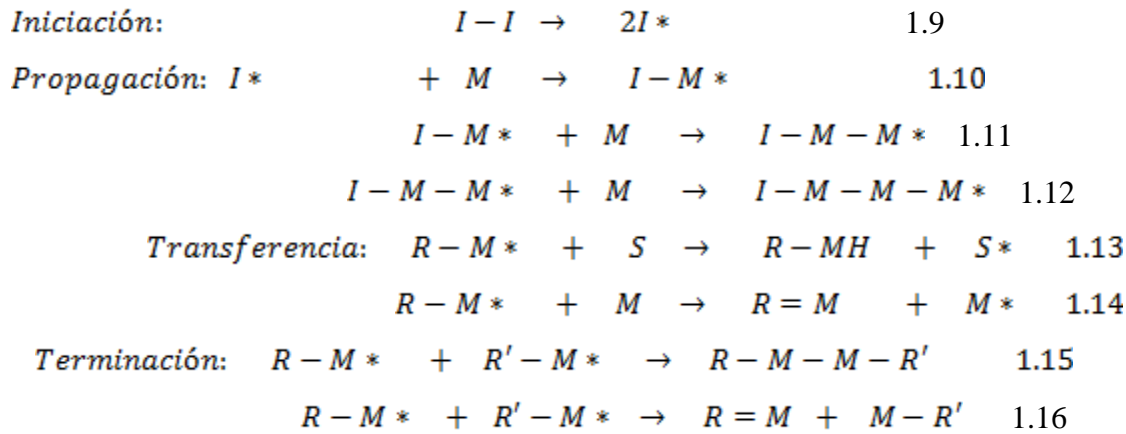 Iniciación: I − I → 2I ∗ 1.9
Propagación: I ∗ + M → I − M ∗ 1.10
I − M ∗ + M → I − M − M ∗ 1.11
I − M − M ∗ + M → I − M − M − M ∗ 1.12
Transferencia: R − M ∗ + S → R − MH + S ∗ 1.13
R − M ∗ + M → R = M + M ∗ 1.14
Terminación: R − M ∗ + R′ − M ∗ → R − M − M − R′ 1.15
R − M ∗ + R′ − M ∗ → R = M + M − R′ 1.16